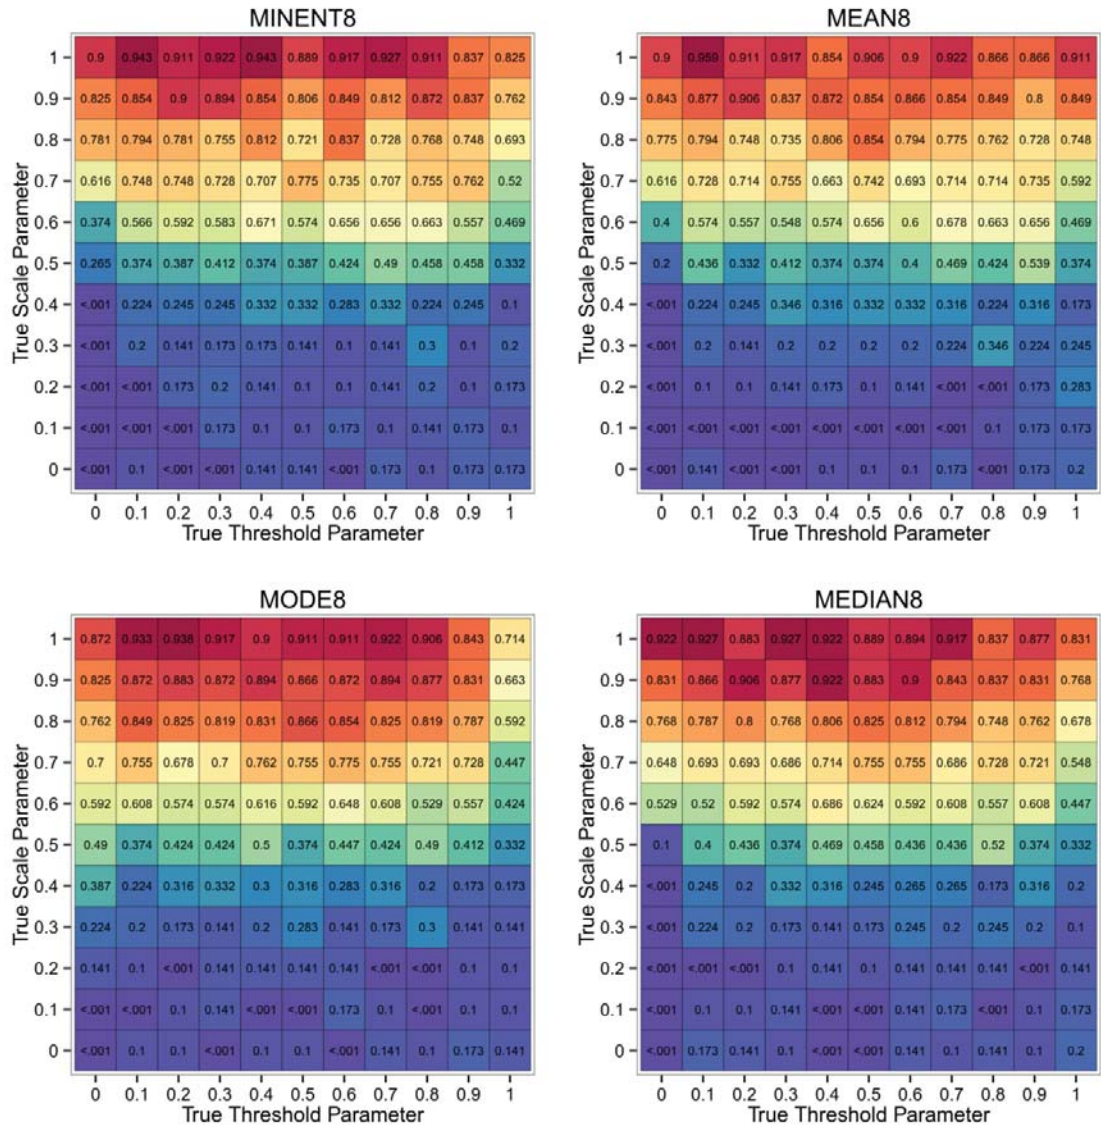 MINENT8 MEAN8
1 0.9 0.943 0.911 0.922 0.943 0.889 0.917 0.927 0.911 0.837 0.825 1 0.9 0.959 0.911 0.917 0.854 0.906 0.9 0.922 0.866 0.866 0.911
0.9 0.825 0.854 0.9 0.894 0.854 0.806 0.849 0.812 0.872 0.837 0.762 0.9 0.843 0.877 0.906 0.837 0.872 0.854 0.866 0.854 0.849 0.8 0.849
0.8 0.781 0.794 0.781 0.755 0.812 0.721 0.837 0.728 0.768 0.748 0.693 0.8 0.775 0.794 0.748 0.735 0.806 0.854 0.794 0.775 0.762 0.728 0.748
0.7 0.616 0.748 0.748 0.728 0.707 0.775 0.735 0.707 0.755 0.762 0.52 0.7 0.616 0.728 0.714 0.755 0.663 0.742 0.693 0.714 0.714 0.735 0.592
0.6 0.374 0.566 0.592 0.583 0.671 0.574 0.656 0.656 0.663 0.557 0.469 0.6 0.4 0.574 0.557 0.548 0.574 0.656 0.6 0.678 0.663 0.656 0.469
0.5 0.265 0.374 0.387 0.412 0.374 0.387 0.424 0.49 0.458 0.458 0.332 0.5 0.2 0.436 0.332 0.412 0.374 0.374 0.4 0.469 0.424 0.539 0.374
0.4 <.001 0.224 0.245 0.245 0.332 0.332 0.283 0.332 0.224 0.245 0.1 0.4 <.001 0.224 0.245 0.346 0.316 0.332 0.332 0.316 0.224 0.316 0.173
0.3 <.001 0.2 0.141 0.173 0.173 0.141 0.1 0.141 0.3 0.1 0.2 0.3 <.001 0.2 0.141 0.2 0.2 0.2 0.1 0.224 0.346 0.224 0.245
0.2 <.001 <.001 0.173 0.2 0.141 0.1 0.1 0.141 0.2 0.1 0.173 0.2 <.001 0.1 0.1 0.141 0.173 0.1 0.141 <.001 <.001 0.173 0.283
0.1 <.001 <.001 <.001 0.173 0.1 0.1 0.173 0.1 0.141 0.173 0.1 0.1 <.001 <.001 <.001 <.001 <.001 <.001 <.001 <.001 0.1 0.173 0.173
0 <.001 0.1 <.001 <.001 0.141 0.141 <.001 0.173 0.1 0.173 0.173 0 <.001 0.141 <.001 <.001 0.1 0.1 0.1 0.173 <.001 0.173 0.2
True Scale Parameter True Scale Parameter
0 0.1 0.2 0.3 0.4 0.5 0.6 0.7 0.8 0.9 1 0 0.1 0.2 0.3 0.4 0.5 0.6 0.7 0.8 0.9 1
True Threshold Parameter True Threshold Parameter
MODE8 MEDIAN8
1 0.872 0.933 0.938 0.917 0.9 0.911 0.911 0.922 0.906 0.843 0.714 1 0.922 0.927 0.883 0.927 0.922 0.889 0.894 0.917 0.837 0.877 0.831
0.9 0.825 0.872 0.883 0.872 0.894 0.866 0.872 0.894 0.877 0.831 0.663 0.9 0.831 0.866 0.906 0.877 0.922 0.883 0.9 0.843 0.837 0.831 0.768
0.8 0.762 0.849 0.825 0.819 0.831 0.866 0.854 0.825 0.819 0.787 0.592 0.8 0.768 0.787 0.8 0.768 0.806 0.825 0.812 0.794 0.748 0.762 0.678
0.7 0.7 0.755 0.678 0.7 0.762 0.755 0.775 0.755 0.721 0.728 0.447 0.7 0.648 0.693 0.693 0.686 0.714 0.755 0.755 0.686 0.728 0.721 0.548
0.6 0.592 0.608 0.574 0.574 0.616 0.592 0.648 0.608 0.529 0.557 0.424 0.6 0.529 0.52 0.592 0.574 0.686 0.624 0.592 0.608 0.557 0.608 0.447
0.5 0.49 0.374 0.424 0.424 0.5 0.374 0.447 0.424 0.49 0.412 0.332 0.5 0.1 0.4 0.436 0.374 0.469 0.458 0.436 0.436 0.52 0.374 0.332
0.4 0.387 0.224 0.316 0.332 0.3 0.316 0.283 0.316 0.2 0.173 0.173 0.4 <.001 0.245 0.2 0.332 0.316 0.245 0.265 0.265 0.173 0.316 0.2
0.3 0.224 0.2 0.173 0.141 0.2 0.283 0.141 0.173 0.3 0.141 0.141 0.3 <.001 0.224 0.2 0.173 0.141 0.173 0.245 0.2 0.245 0.2 0.1
0.2 0.141 0.1 <.001 0.141 0.141 0.141 0.141 <.001 <.001 0.1 0.1 0.2 <.001 <.001 <.001 0.1 0.141 0.1 0.141 0.141 0.141 <.001 0.141
0.1 <.001 <.001 0.1 0.141 <.001 <.001 0.173 0.1 <.001 0.1 0.1 0.1 <.001 0.1 0.1 0.141 <.001 <.001 0.141 0.173 <.001 0.1 0.173
0 <.001 0.1 0.1 <.001 0.1 0.1 <.001 0.141 0.1 0.173 0.141 0 <.001 0.173 0.141 0.1 <.001 <.001 0.141 0.1 0.141 0.1 0.2
True Scale Parameter True Scale Parameter
0 0.1 0.2 0.3 0.4 0.5 0.6 0.7 0.8 0.9 1 0 0.1 0.2 0.3 0.4 0.5 0.6 0.7 0.8 0.9 1
True Threshold Parameter True Threshold Parameter